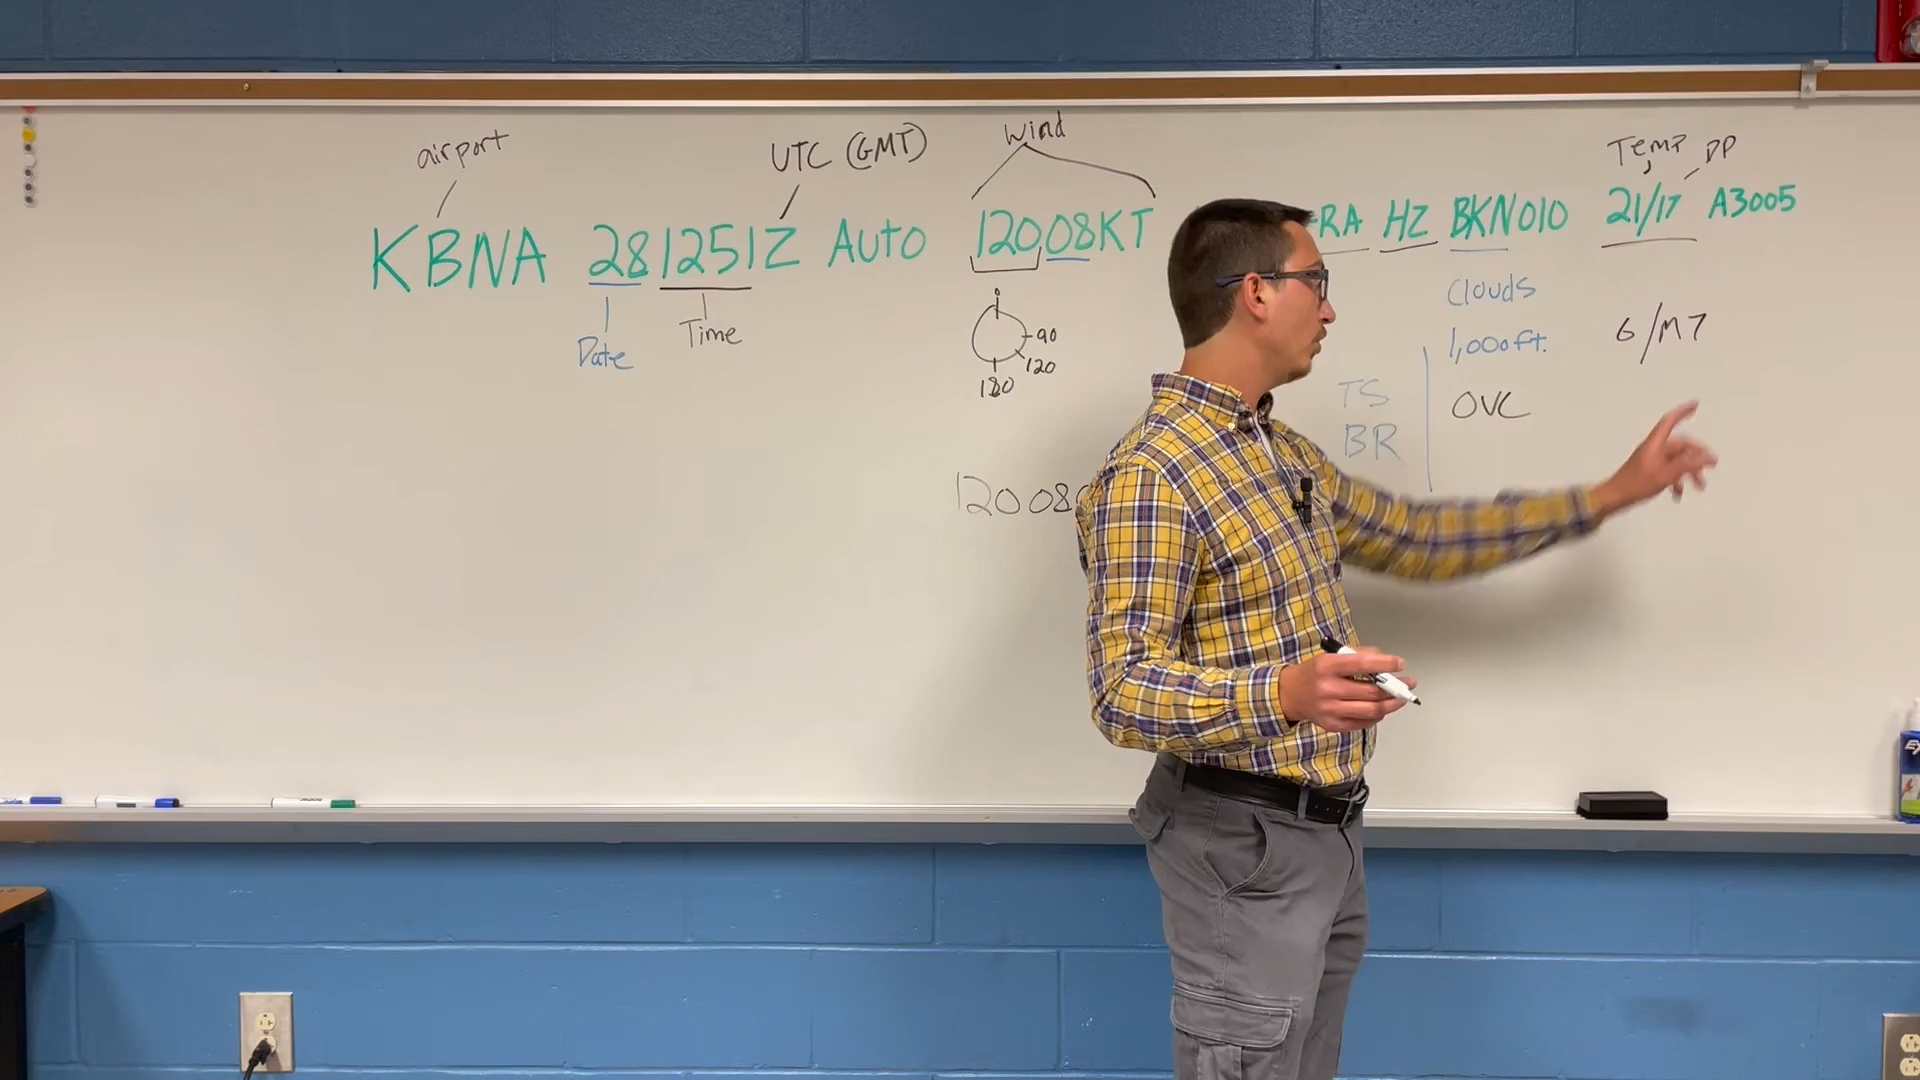 airport
UTC (GMT)
wind
Temp DP
KBNA 281251Z Auto 12008KT -RA HZ BKN010 21/17 A3005
Date
Time
90
120
180
Clouds
1,000ft.
OVC
6/M7
TS
BR
12008